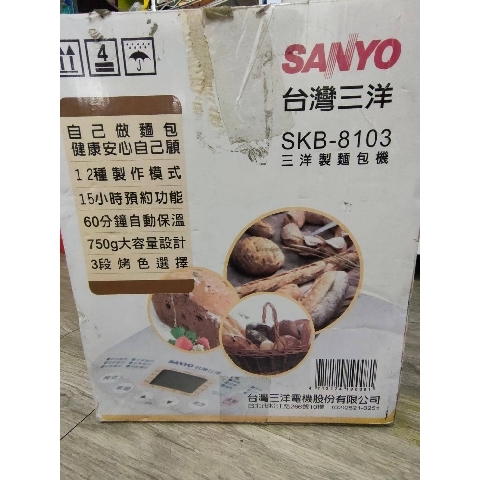 4
SANYO
台灣三洋
SKB-8103
三洋製麵包機
自己做麵包
健康安心自己顧
12種製作模式
15小時預約功能
60分鐘自動保溫
750g大容量設計
3段烤色選擇
SANYO 台灣三洋
台灣三洋電機股份有限公司